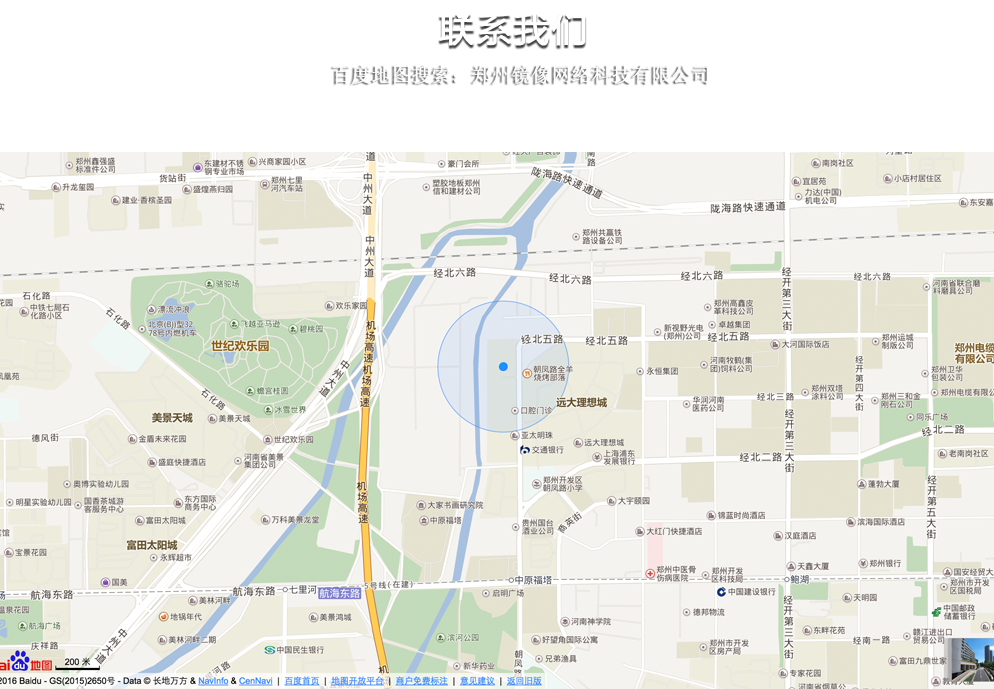 联系我们
百度地图搜索：郑州镜像网络科技有限公司
郑州鑫强盛
标准件公司
东建材不锈
钢专业市场
兴商家园小区
豪门会所
陇海路快速通道
南岗社区
货站街
升龙玺园
盛煌燕归园
郑州七里
河汽车站
中州大道
塑胶地板郑州
信和建材公司
宜居苑
小店村居住区
力达(中国)
机电公司
建业·香槟圣园
陇海路快速通道
东安嘉
郑州共赢铁
路设备公司
中州大道
经北六路
经北六路
经北六路
经北六路
经开第三大街
骆驼场
河南省联合磨
料磨具公司
石化路
中铁七局石
化路小区
石化路
漂流冲浪
欢乐家园
郑州高鑫皮
革科技公司
北京(BJ)型32
78号内燃机车
飞越亚马逊
碧桃园
机场高速
机场高速
新视野光电
(郑州)公司
卓越集团
经北五路
经北五路
经北五路
世纪欢乐园
大河国际饭店
郑州运城
制版公司
郑州电缆
有限公司
朝凤路全羊
烧烤部落
永恒集团
河南牧鹤(集
团)饲料公司
经开第四大街
郑州卫华
包装公司
中州大道
蟾宫桂园
石化路
冰雪世界
远大理想城
口腔门诊
华润河南
医药公司
经北三路
郑州双塔
涂料公司
郑州三和金
刚石公司
郑州电缆有限公
美景天城
美景天城
同乐广场
经北二路
德风街
金盾未来花园
世纪欢乐园
亚太明珠
交通银行
远大理想城
上海浦东
发展银行
经北二路
经开第三大街
老南岗社区
盛庭快捷酒店
河南省美景
集团公司
奥博实验幼儿园
郑州开发区
朝凤路小学
蓬勃大厦
经开第五大街
明星实验幼儿园
国香茶城游
客服务中心
东方国际
商务中心
机场高速
大家书画研究院
中原福塔
大宇颐园
富田太阳城
万科美景龙堂
贵州国台
酒业公司
锦蓝时尚酒店
滨海国际酒店
大红门快捷酒店
汉庭酒店
富田太阳城
宝景花园
永辉超市
郑州中医骨
伤病医院
郑州开发
区科技局
天鑫大厦
郑州银行
国安经贸大
国美
航海东路
航海东路
七里河
航海东路
5号线(在建)
中原福塔
鲍湖
郑州市开发
区国税局
美林河畔
启明广场
中国建设银行
天明园
地锅年代
美景鸿城
河南神学院
德邦物流
中国邮政
储蓄银行
航海广场
美林河畔二期
滨河公园
好望角国际公寓
郑州市开发
区公司
东畔花苑
经南一路
赣江进出口
贸易公司
庆祥路
中州大道
中国民生银行
朝凤路
兄弟渔具
新华药业
专家花园
富田九鼎世家
200 米
Bai du 地图
2016 Baidu - GS(2015)2650号 - Data © 长地万方 & NavInfo & CenNavi | 百度首页 | 地图开放平台 | 商户免费标注 | 意见建议 | 返回旧版